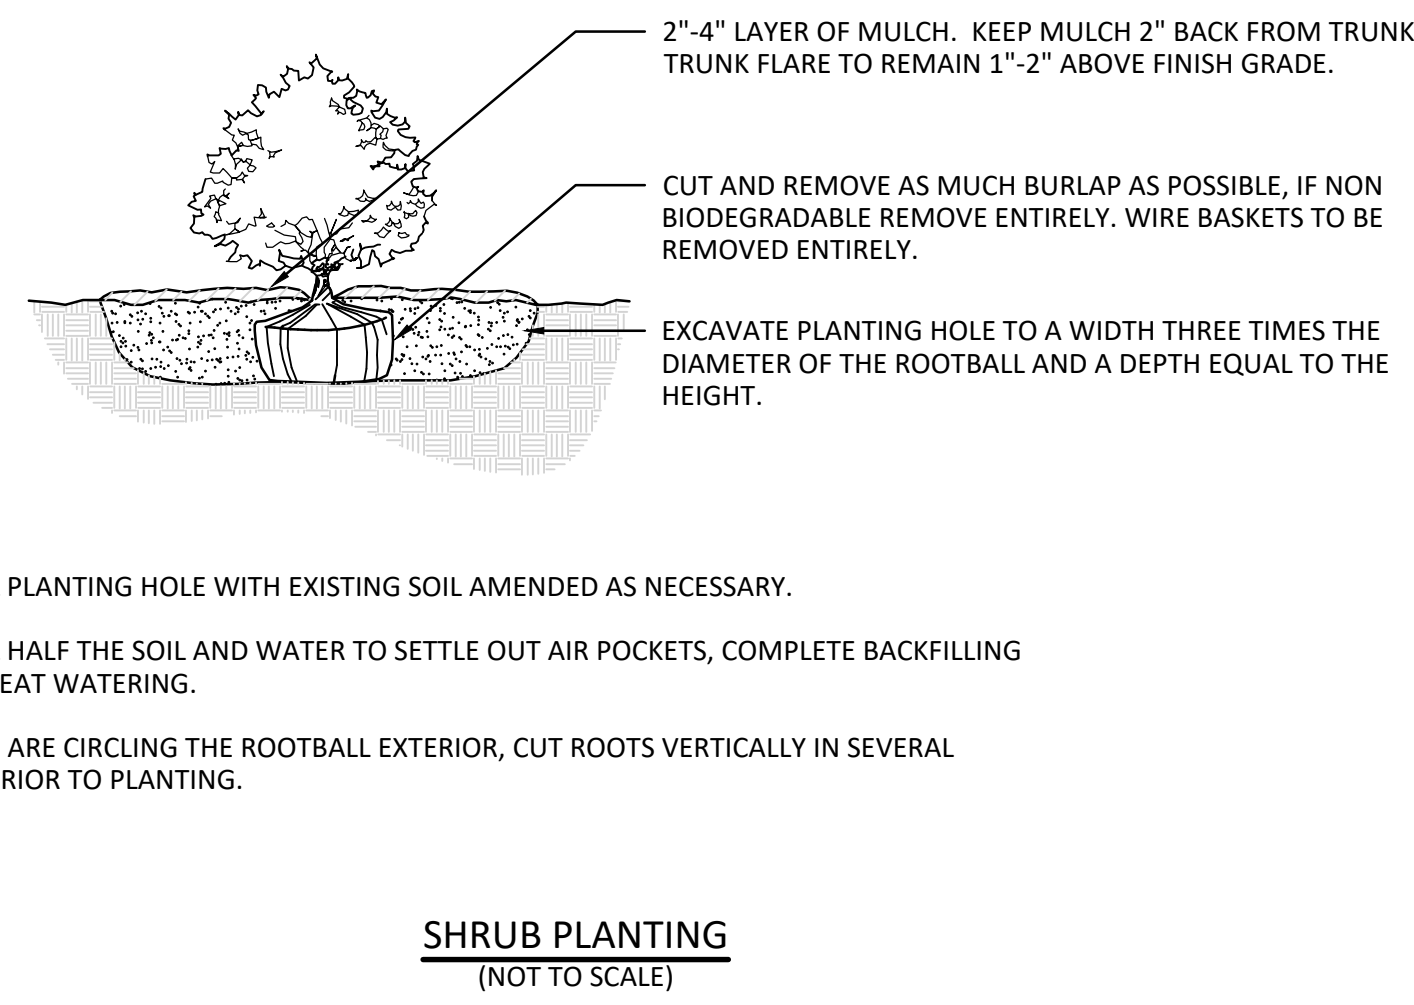 2"-4" LAYER OF MULCH. KEEP MULCH 2" BACK FROM TRUNK
TRUNK FLARE TO REMAIN 1"-2" ABOVE FINISH GRADE.
CUT AND REMOVE AS MUCH BURLAP AS POSSIBLE, IF NON
BIODEGRADABLE REMOVE ENTIRELY. WIRE BASKETS TO BE
REMOVED ENTIRELY.
EXCAVATE PLANTING HOLE TO A WIDTH THREE TIMES THE
DIAMETER OF THE ROOTBALL AND A DEPTH EQUAL TO THE
HEIGHT.
PLANTING HOLE WITH EXISTING SOIL AMENDED AS NECESSARY.
HALF THE SOIL AND WATER TO SETTLE OUT AIR POCKETS, COMPLETE BACKFILLING
EAT WATERING.
ARE CIRCLING THE ROOTBALL EXTERIOR, CUT ROOTS VERTICALLY IN SEVERAL
RIOR TO PLANTING.
SHRUB PLANTING
(NOT TO SCALE)